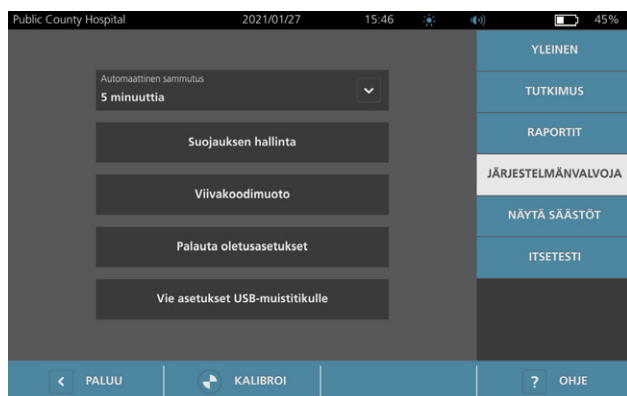 Public County Hospital 2021/01/27 15:46 45%
Automaattinen sammutus
5 minuuttia
Suojauksen hallinta
Viivakoodimuoto
Palauta oletusasetukset
Vie asetukset USB-muistitikulle
YLEINEN
TUTKIMUS
RAPORTIT
JÄRJESTELMÄNVALVOJA
NÄYTÄ SÄÄSTÖT
ITSETESTI
PALUU
KALIBROI
? OHJE